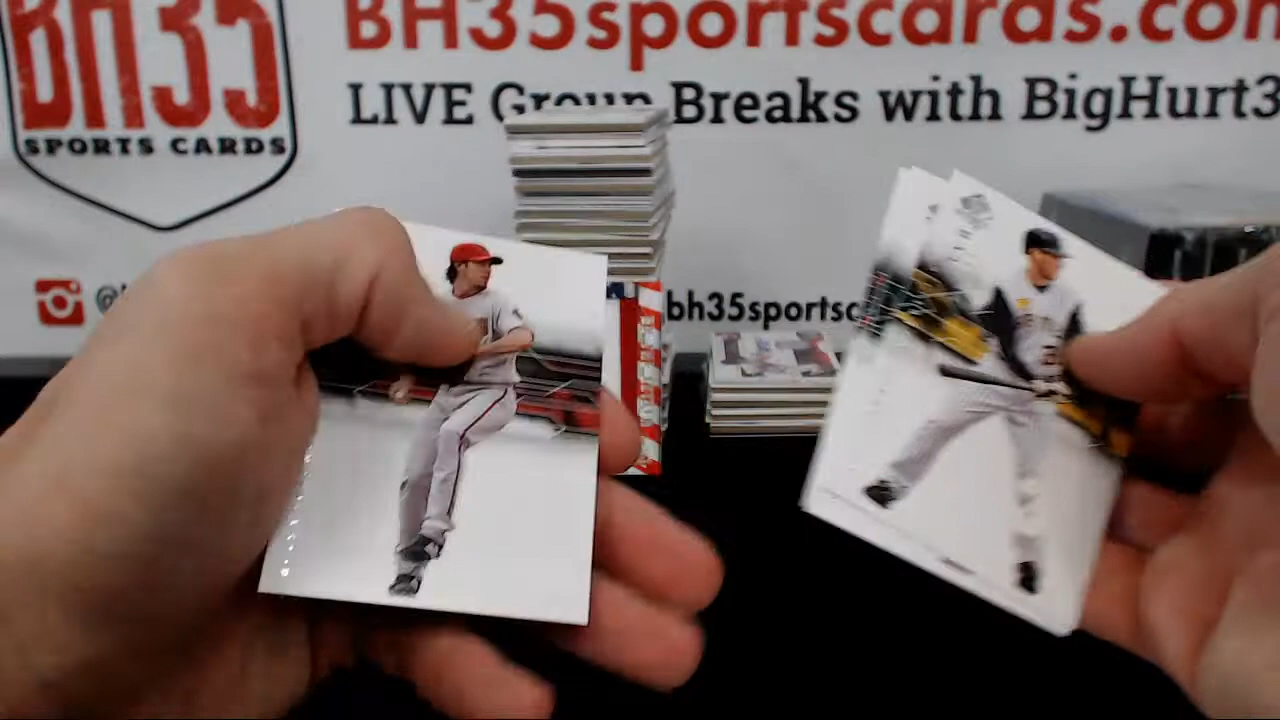 BH35
SPORTS CARDS
BH35sportscards.com
LIVE Group Breaks with BigHurt3
@
bh35sportsc